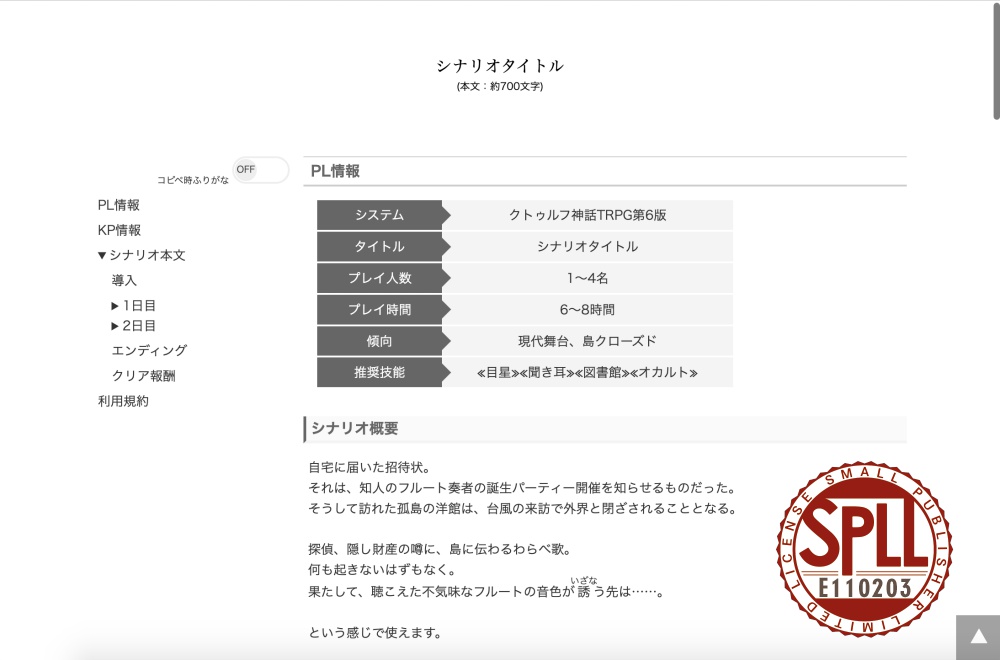 シナリオタイトル
(本文：約700文字)
コピペ時ふりがな OFF
PL情報
KP情報
▼シナリオ本文
導入
▶1日目
▶2日目
エンディング
クリア報酬
利用規約
PL情報
システム クトゥルフ神話TRPG第6版
タイトル シナリオタイトル
プレイ人数 1〜4名
プレイ時間 6〜8時間
傾向 現代舞台、島クローズド
推奨技能 ≪目星≫≪聞き耳≫≪図書館≫≪オカルト≫
シナリオ概要
自宅に届いた招待状。
それは、知人のフルート奏者の誕生パーティー開催を知らせるものだった。
そうして訪れた孤島の洋館は、台風の来訪で外界と閉ざされることとなる。
探偵、隠し財産の噂に、島に伝わるわらべ歌。
何も起きないはずもなく。
いざな
果たして、聴こえた不気味なフルートの音色が誘う先は……。
という感じで使えます。
LICENSE SMALL PUBLISHER LIMITED
SPLL
E110203
▲